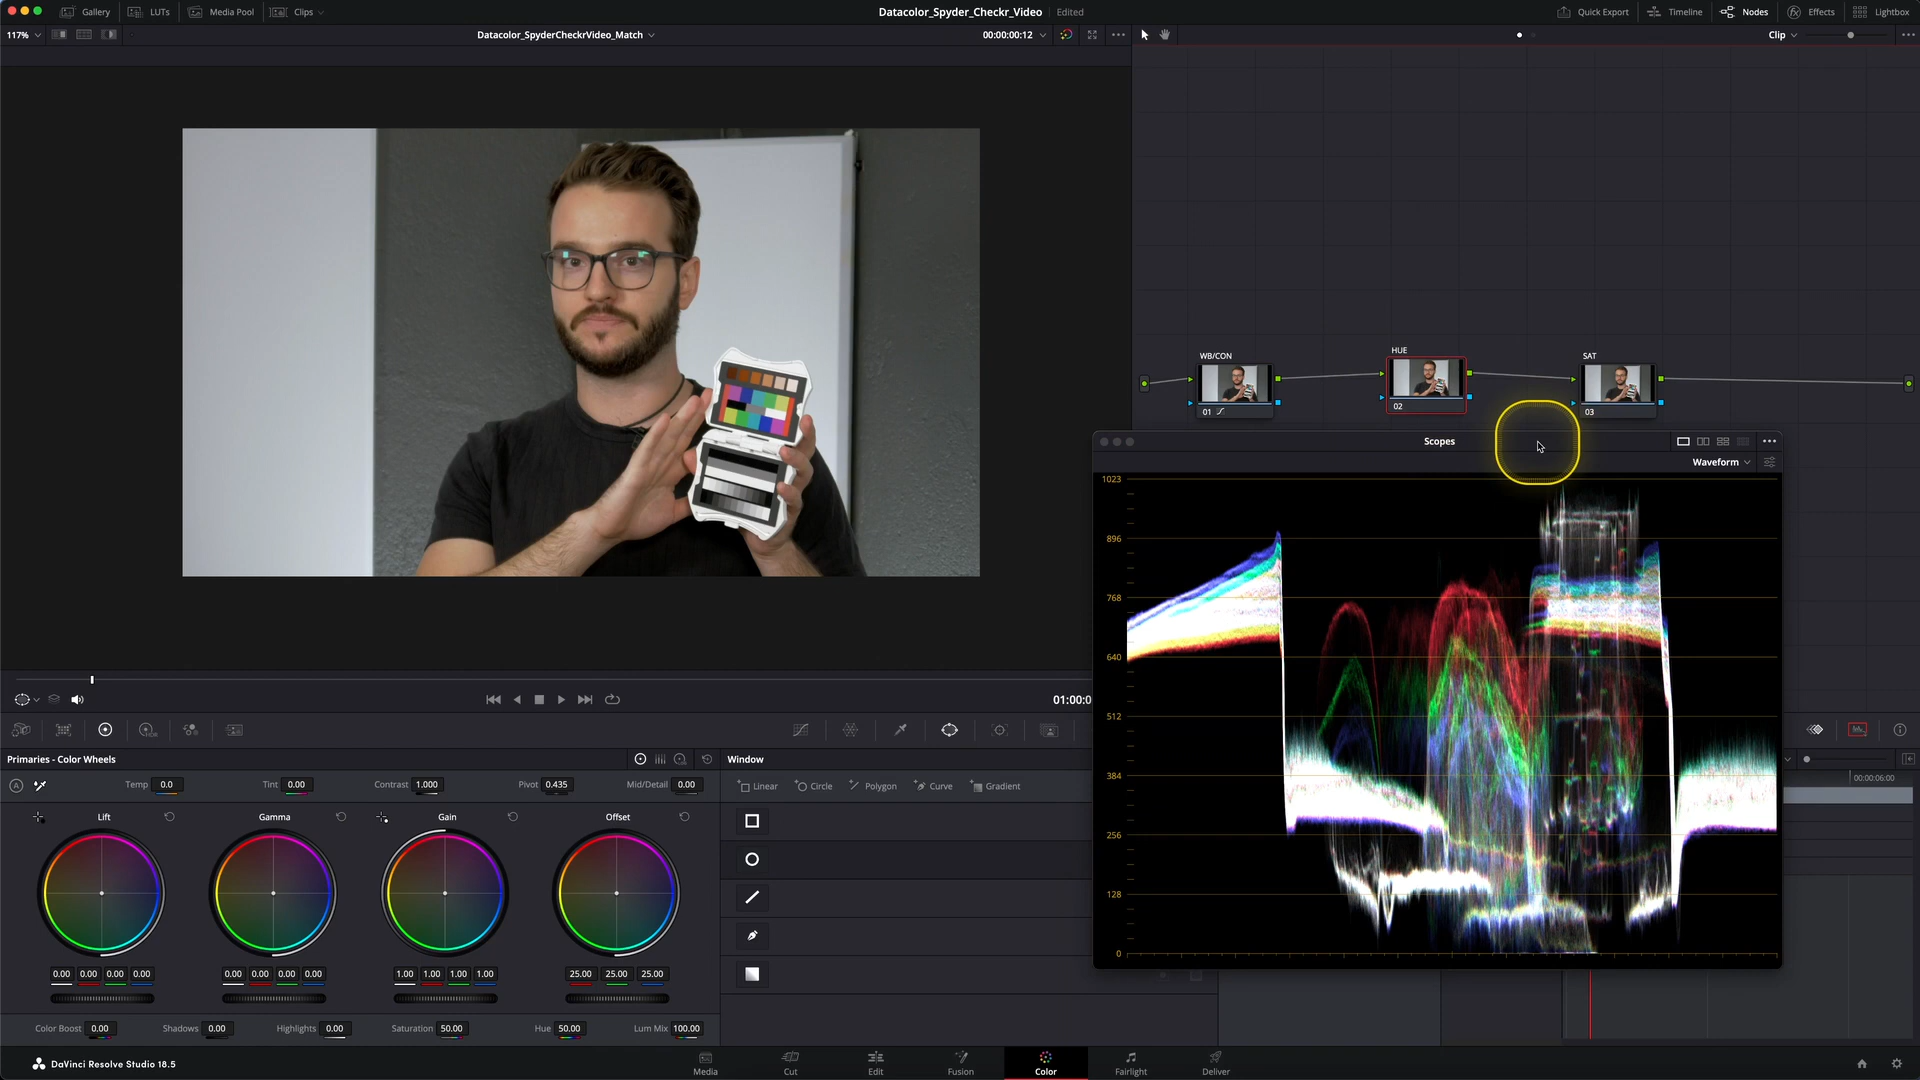 Gallery LUTs Media Pool Clips Datacolor_Spyder_Checkr_Video Edited Quick Export Timeline Nodes Effects Lightbox
117% Datacolor_SpyderCheckrVideo_Match 00:00:00:12 Clip
WB/CON HUE SAT
01 02 03
Scopes
Waveform
1023
896
768
640
512
384
256
128
0
01:00:0
Primaries - Color Wheels Window
00:00:06:00
A Temp 0.0 Tint 0.00 Contrast 1.000 Pivot 0.435 Mid/Detail 0.00 Linear Circle Polygon Curve Gradient
Lift Gamma Gain Offset
0.00 0.00 0.00 0.00 0.00 0.00 0.00 0.00 1.00 1.00 1.00 1.00 25.00 25.00 25.00
Color Boost 0.00 Shadows 0.00 Highlights 0.00 Saturation 50.00 Hue 50.00 Lum Mix 100.00
DaVinci Resolve Studio 18.5
Media Cut Edit Fusion Color Fairlight Deliver